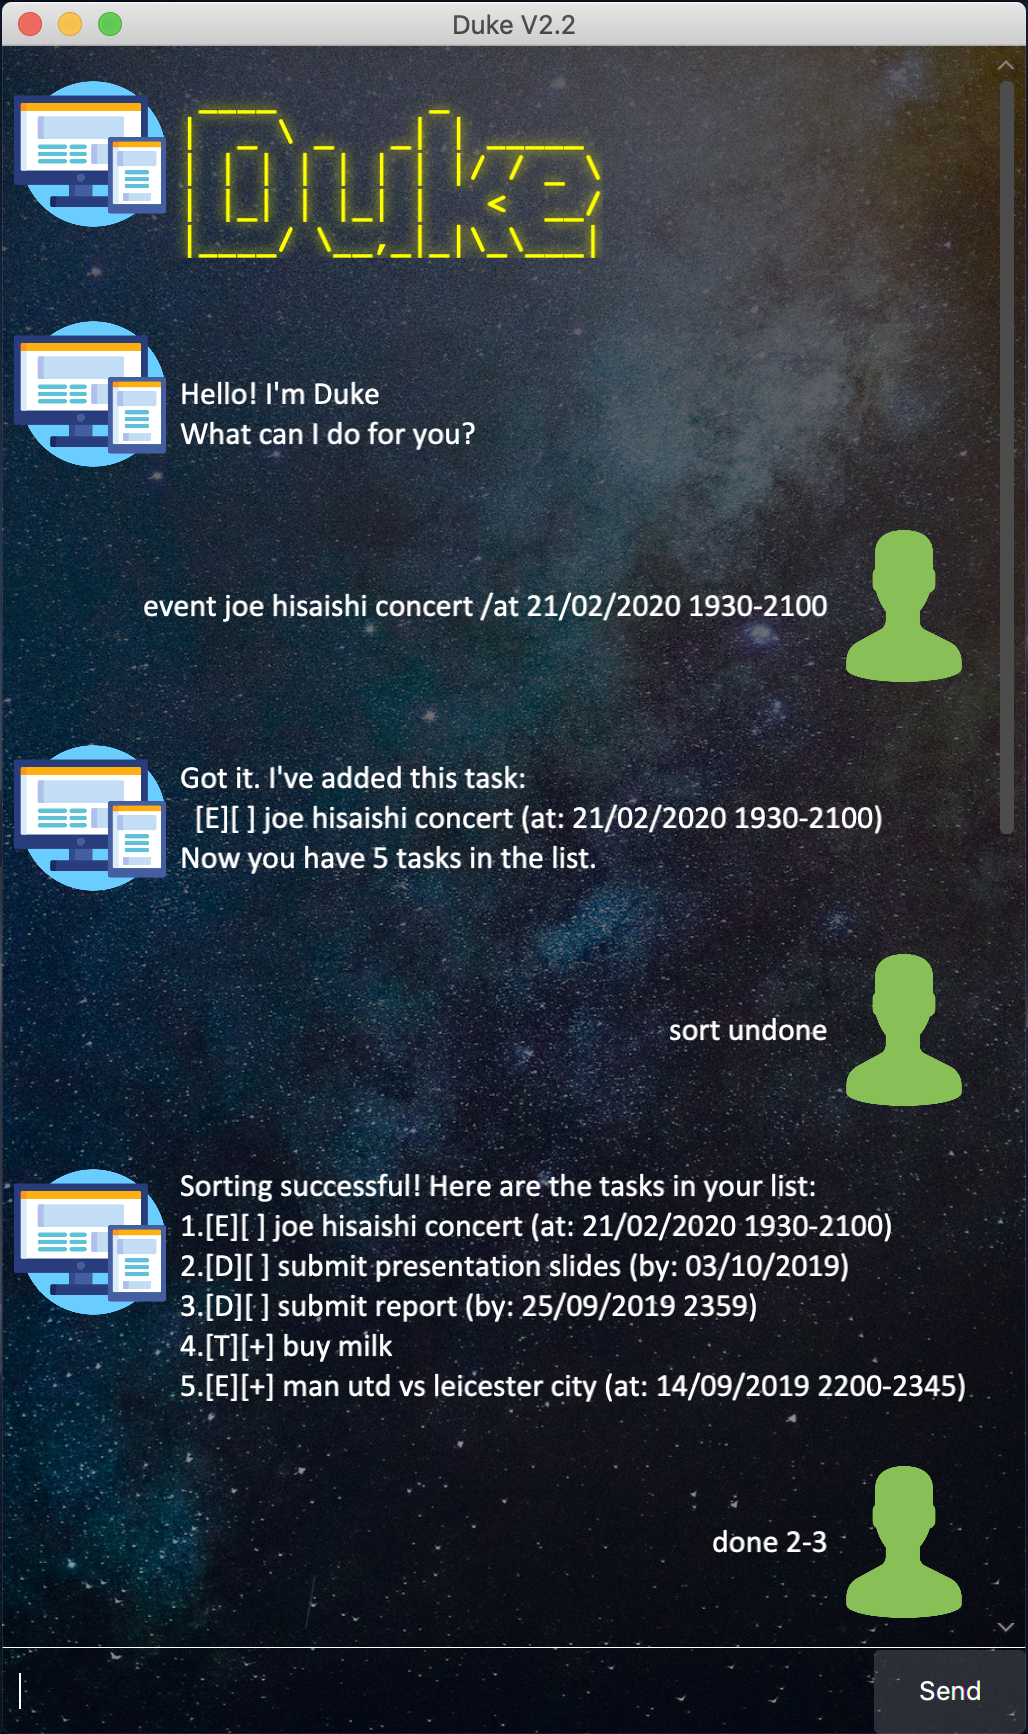 Duke V2.2
Duke
Hello! I'm Duke
What can I do for you?
event joe hisaishi concert /at 21/02/2020 1930-2100
Got it. I've added this task:
[E][ ] joe hisaishi concert (at: 21/02/2020 1930-2100)
Now you have 5 tasks in the list.
sort undone
Sorting successful! Here are the tasks in your list:
1.[E][ ] joe hisaishi concert (at: 21/02/2020 1930-2100)
2.[D][ ] submit presentation slides (by: 03/10/2019)
3.[D][ ] submit report (by: 25/09/2019 2359)
4.[T][+] buy milk
5.[E][+] man utd vs leicester city (at: 14/09/2019 2200-2345)
done 2-3
Send